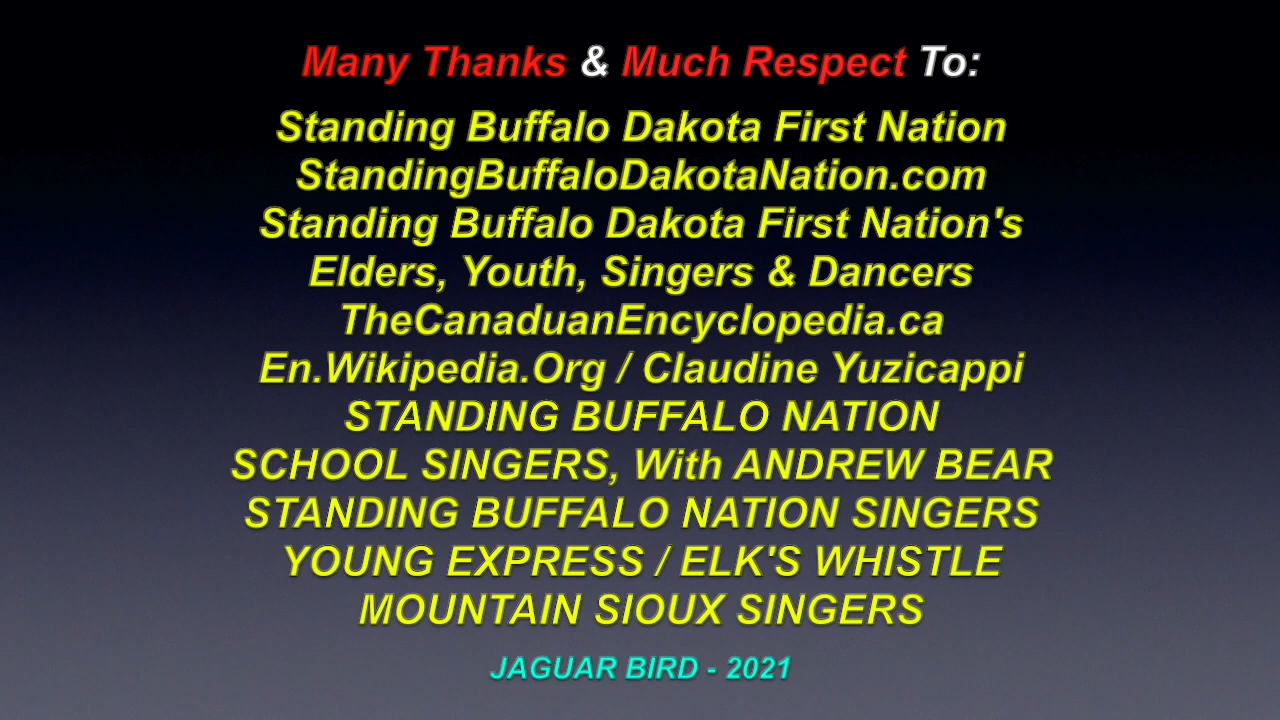 Many Thanks & Much Respect To:
Standing Buffalo Dakota First Nation
StandingBuffaloDakotaNation.com
Standing Buffalo Dakota First Nation's
Elders, Youth, Singers & Dancers
TheCanaduanEncyclopedia.ca
En.Wikipedia.Org / Claudine Yuzicappi
STANDING BUFFALO NATION
SCHOOL SINGERS, With ANDREW BEAR
STANDING BUFFALO NATION SINGERS
YOUNG EXPRESS / ELK'S WHISTLE
MOUNTAIN SIOUX SINGERS
JAGUAR BIRD - 2021